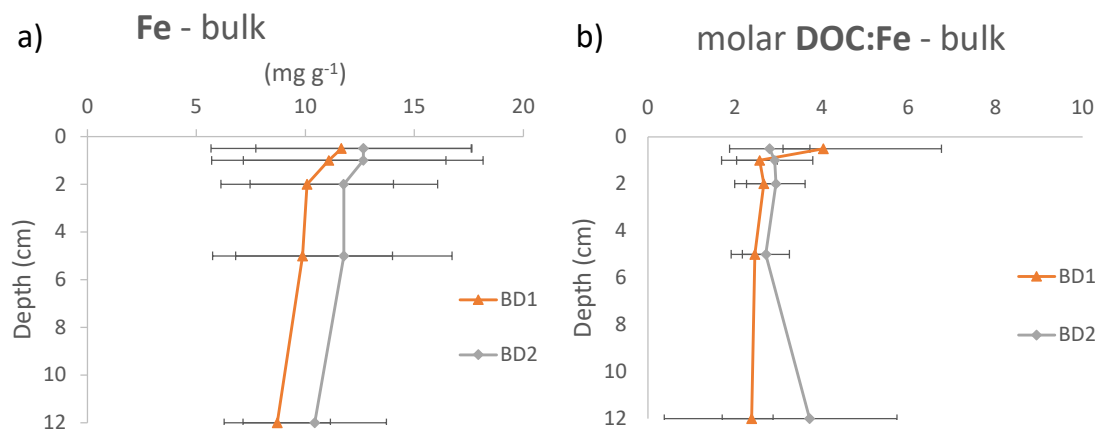 a)
Fe - bulk
(mg g⁻¹)
0 5 10 15 20
0
2
4
6
8
10
12
Depth (cm)
BD1
BD2
b)
molar DOC:Fe - bulk
0 2 4 6 8 10
0
2
4
6
8
10
12
Depth (cm)
BD1
BD2